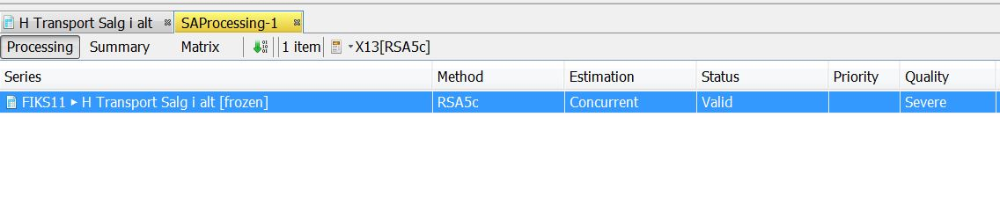 H Transport Salg i alt SAProcessing-1
Processing Summary Matrix 1 item X13[RSA5c]
Series Method Estimation Status Priority Quality
FIKS11 ▸ H Transport Salg i alt [frozen] RSA5c Concurrent Valid Severe